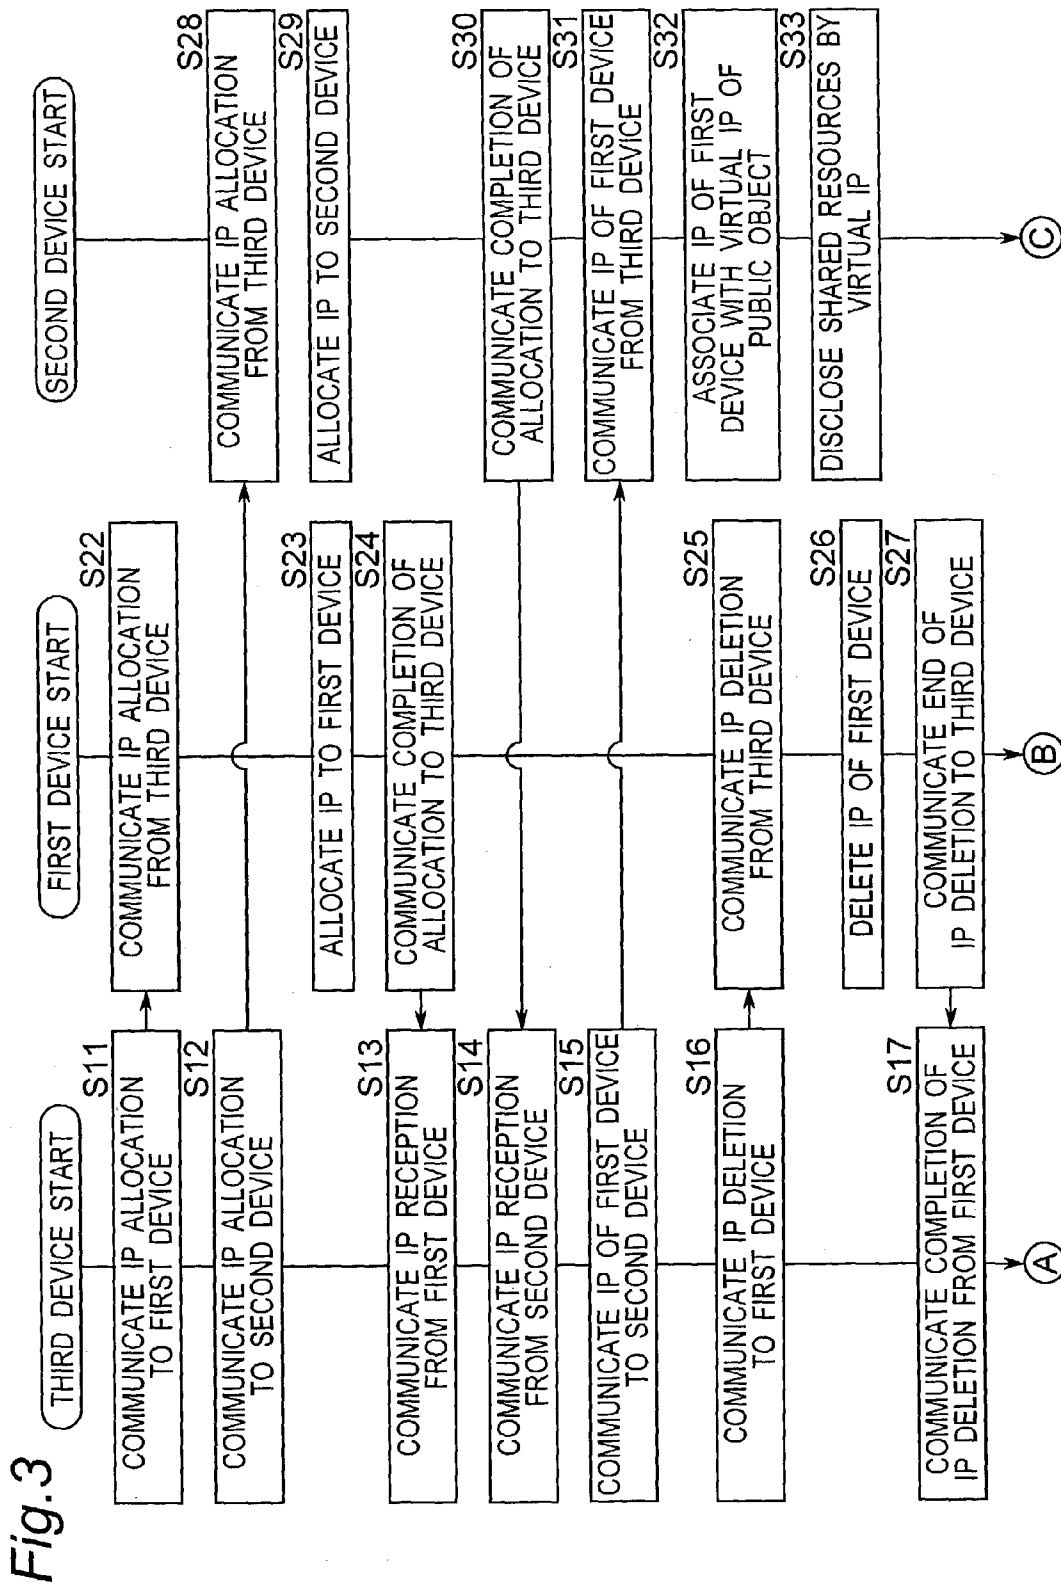 Fig.3
THIRD DEVICE START
S11
COMMUNICATE IP ALLOCATION
TO FIRST DEVICE
S12
COMMUNICATE IP ALLOCATION
TO SECOND DEVICE
S13
COMMUNICATE IP RECEPTION
FROM FIRST DEVICE
S14
COMMUNICATE IP RECEPTION
FROM SECOND DEVICE
S15
COMMUNICATE IP OF FIRST DEVICE
TO SECOND DEVICE
S16
COMMUNICATE IP DELETION
TO FIRST DEVICE
S17
COMMUNICATE COMPLETION OF
IP DELETION FROM FIRST DEVICE
A
FIRST DEVICE START
S22
COMMUNICATE IP ALLOCATION
FROM THIRD DEVICE
S23
ALLOCATE IP TO FIRST DEVICE
S24
COMMUNICATE COMPLETION OF
ALLOCATION TO THIRD DEVICE
S25
COMMUNICATE IP DELETION
FROM THIRD DEVICE
S26
DELETE IP OF FIRST DEVICE
S27
COMMUNICATE END OF
IP DELETION TO THIRD DEVICE
B
SECOND DEVICE START
S28
COMMUNICATE IP ALLOCATION
FROM THIRD DEVICE
S29
ALLOCATE IP TO SECOND DEVICE
S30
COMMUNICATE COMPLETION OF
ALLOCATION TO THIRD DEVICE
S31
COMMUNICATE IP OF FIRST DEVICE
FROM THIRD DEVICE
S32
ASSOCIATE IP OF FIRST
DEVICE WITH VIRTUAL IP OF
PUBLIC OBJECT
S33
DISCLOSE SHARED RESOURCES BY
VIRTUAL IP
C